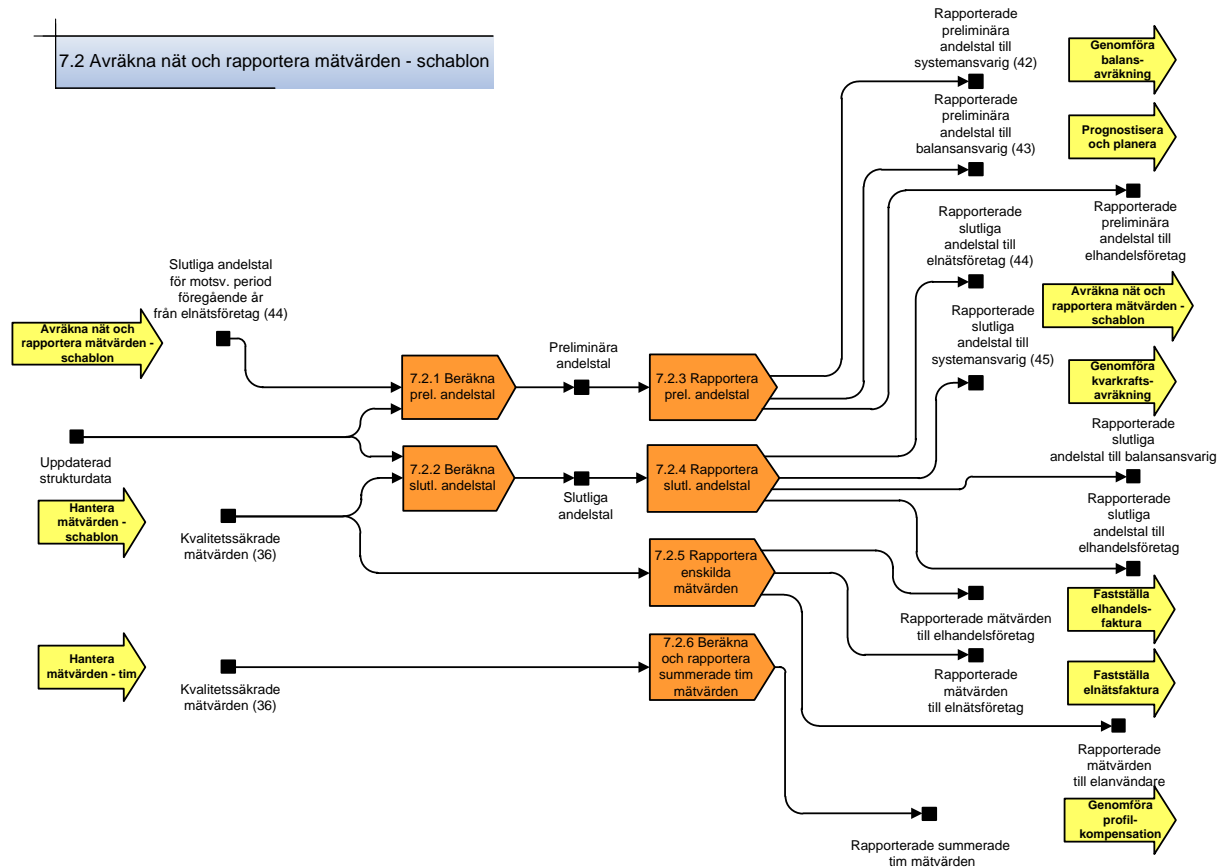 7.2 Avräkna nät och rapportera mätvärden - schablon
Rapporterade
preliminära
andelstal till
systemansvarig (42)
Genomföra
balans-
avräkning
Rapporterade
preliminära
andelstal till
balansansvarig (43)
Prognostisera
och planera
Rapporterade
preliminära
andelstal till
elhandelsföretag
Rapporterade
slutliga
andelstal till
elnätsföretag (44)
Slutliga andelstal
för motsv. period
föregående år
från elnätsföretag (44)
Avräkna nät och
rapportera mätvärden -
schablon
Avräkna nät och
rapportera mätvärden -
schablon
Rapporterade
slutliga
andelstal till
systemansvarig (45)
Preliminära
andelstal
7.2.1 Beräkna
prel. andelstal
7.2.3 Rapportera
prel. andelstal
Genomföra
kvarkrafts-
avräkning
Rapporterade
slutliga
andelstal till balansansvarig
Uppdaterad
strukturdata
7.2.2 Beräkna
slutl. andelstal
Slutliga
andelstal
7.2.4 Rapportera
slutl. andelstal
Rapporterade
slutliga
andelstal till
elhandelsföretag
Hantera
mätvärden -
schablon
Kvalitetssäkrade
mätvärden (36)
7.2.5 Rapportera
enskilda
mätvärden
Rapporterade mätvärden
till elhandelsföretag
Fastställa
elhandels-
faktura
Hantera
mätvärden - tim
Kvalitetssäkrade
mätvärden (36)
7.2.6 Beräkna
och rapportera
summerade tim
mätvärden
Rapporterade
mätvärden
till elnätsföretag
Fastställa
elnätsfaktura
Rapporterade
mätvärden
till elanvändare
Genomföra
profil-
kompensation
Rapporterade summerade
tim mätvärden